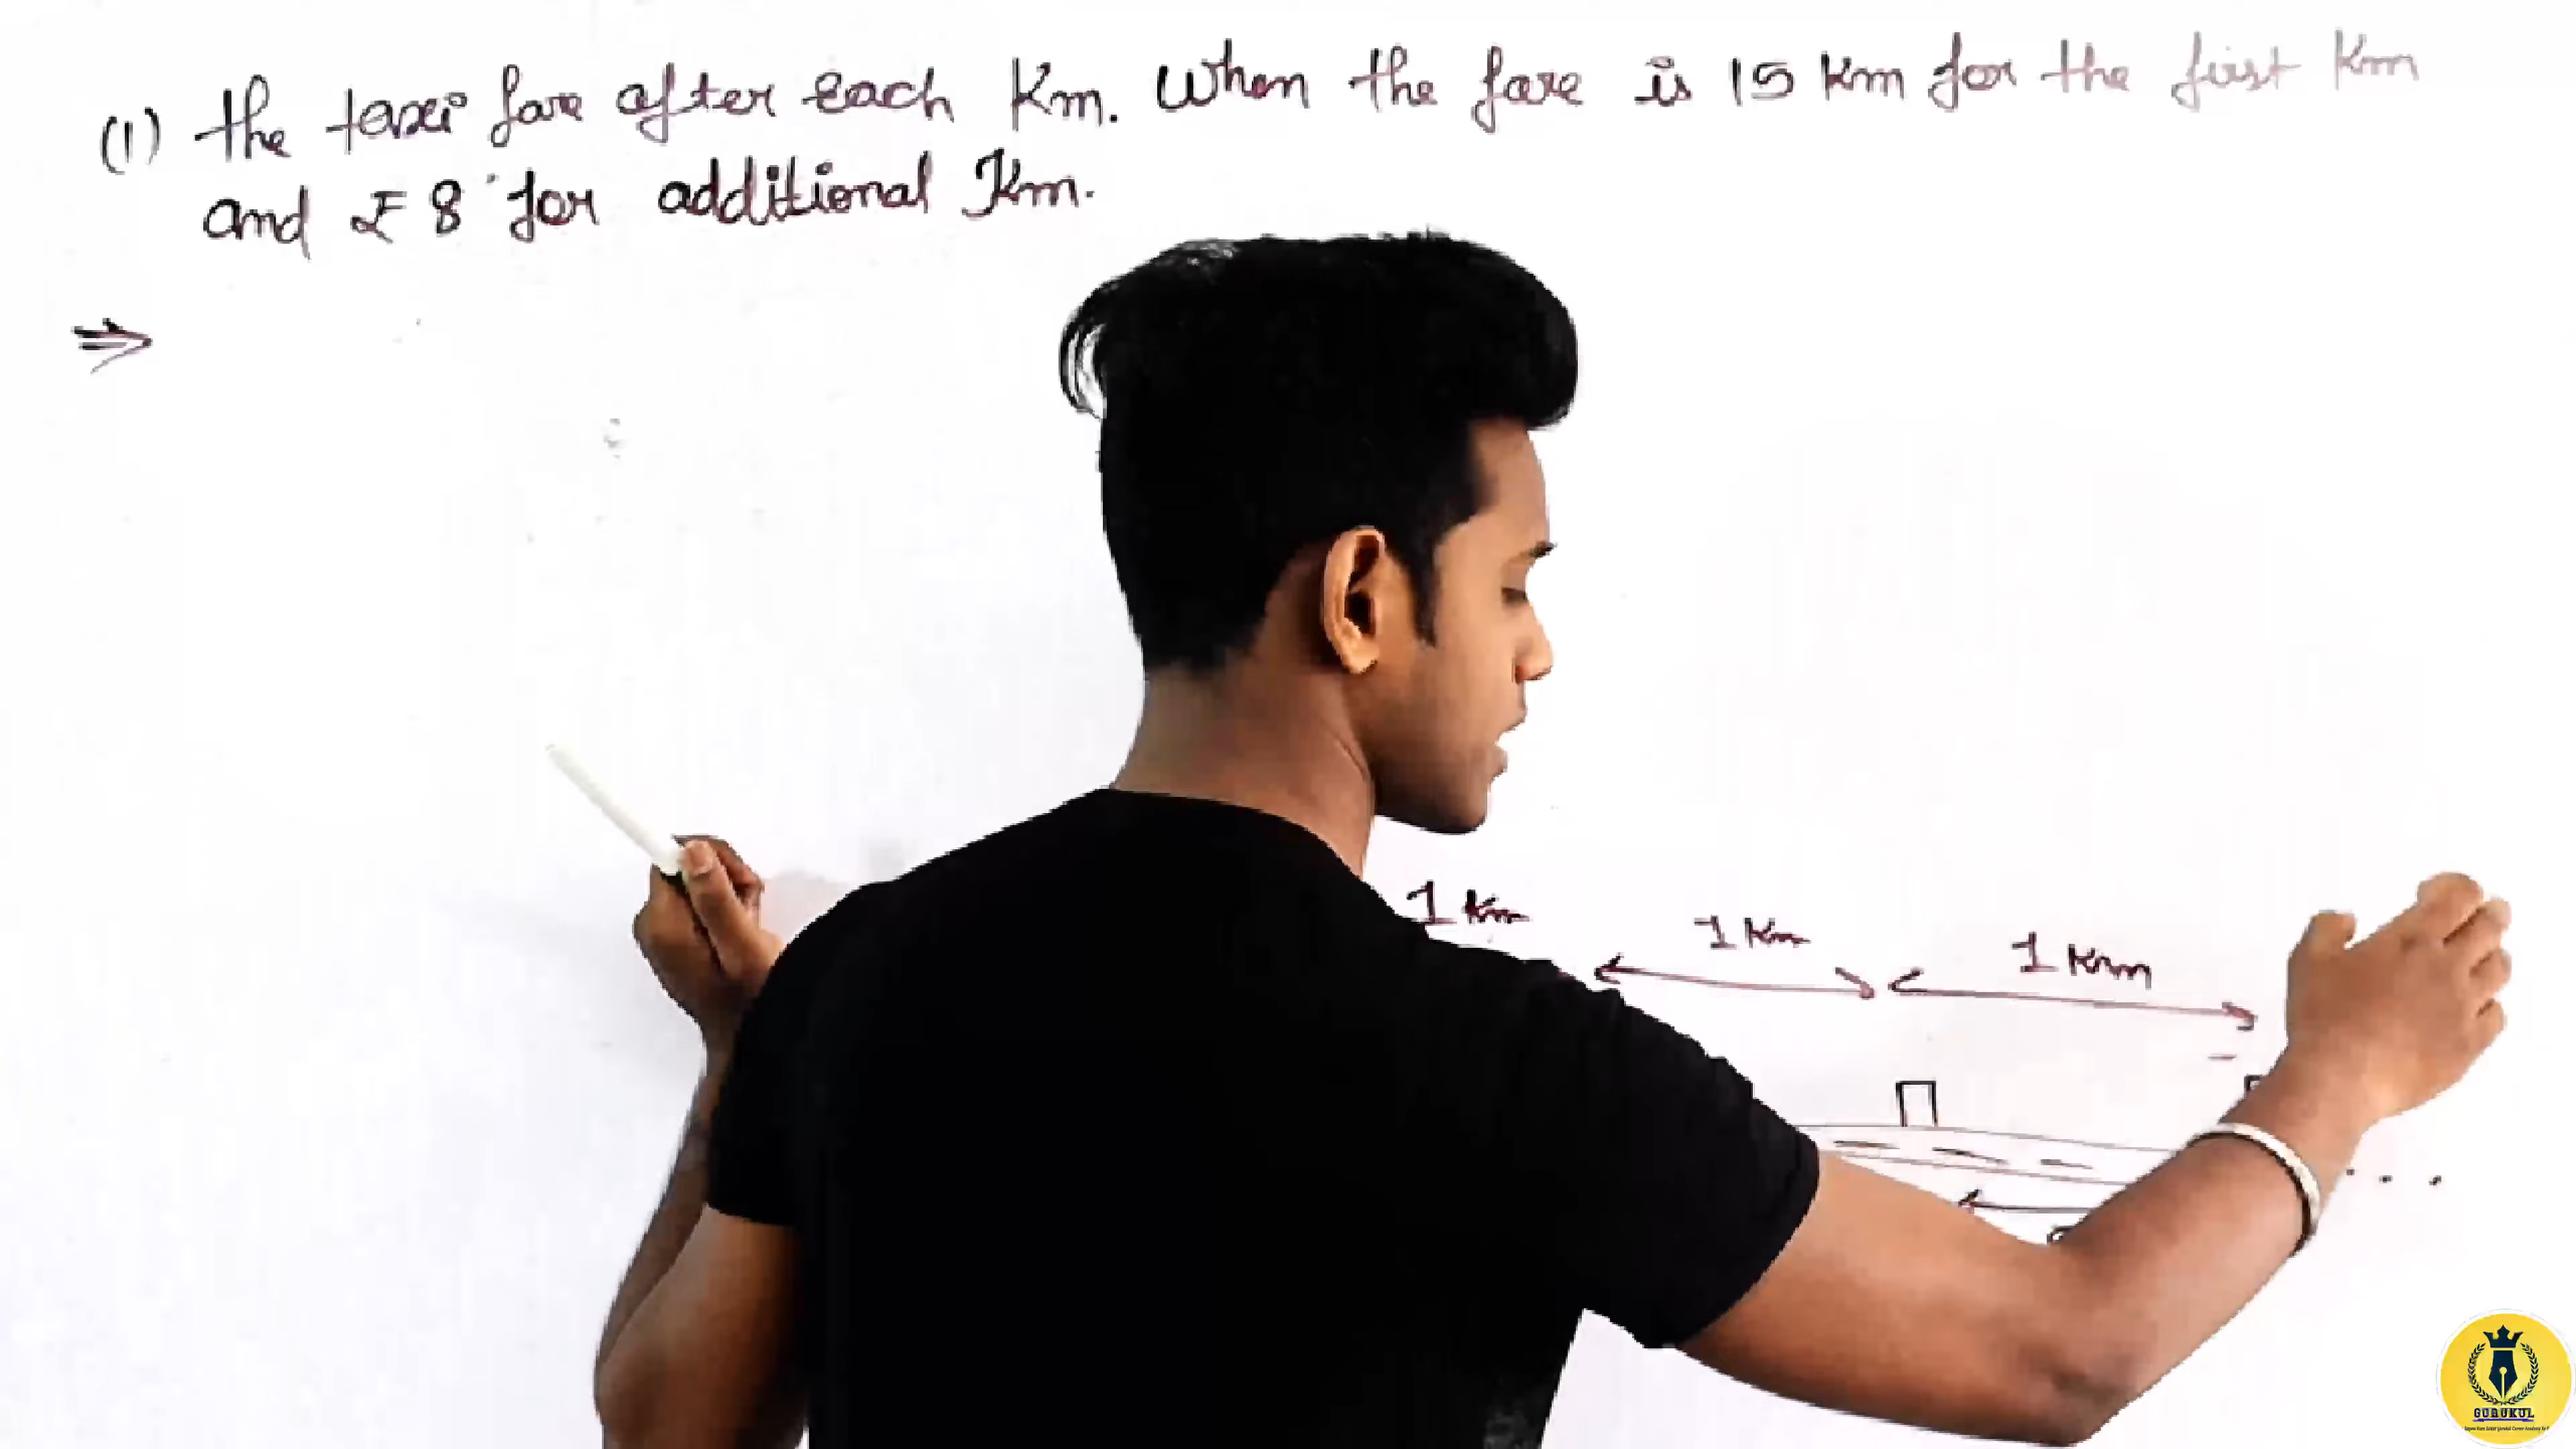 (1) the taxi fare after each Km. When the fare is 15 Km for the first Km
and ₹ 8 for additional Km.
⇒
1 Km
1 Km
1 Km
....
GURUKUL